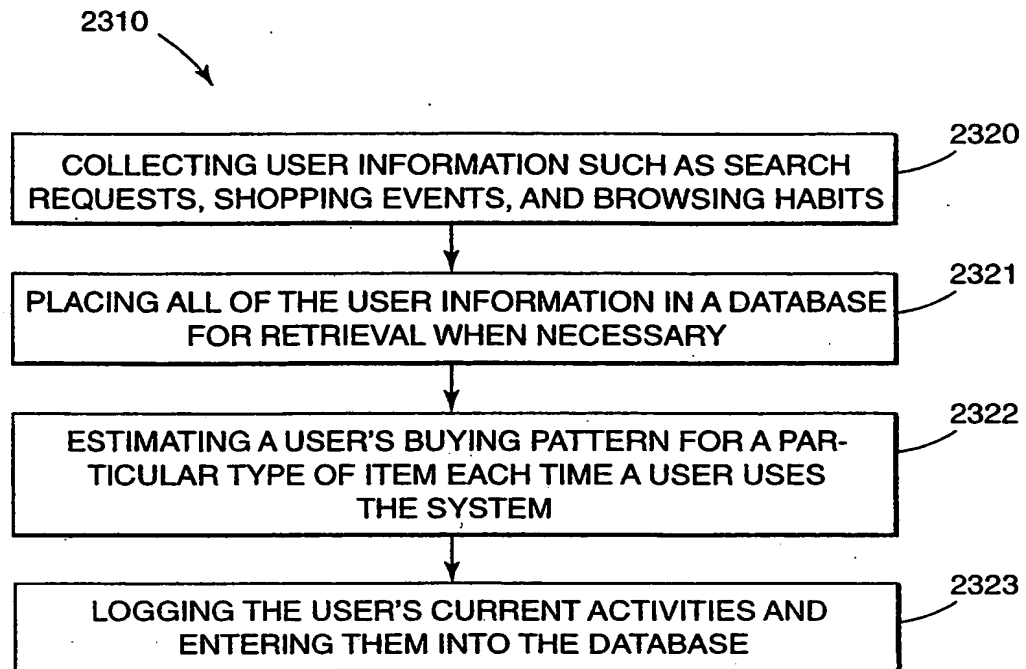 2310
2320
COLLECTING USER INFORMATION SUCH AS SEARCH
REQUESTS, SHOPPING EVENTS, AND BROWSING HABITS
2321
PLACING ALL OF THE USER INFORMATION IN A DATABASE
FOR RETRIEVAL WHEN NECESSARY
2322
ESTIMATING A USER'S BUYING PATTERN FOR A PAR-
TICULAR TYPE OF ITEM EACH TIME A USER USES
THE SYSTEM
2323
LOGGING THE USER'S CURRENT ACTIVITIES AND
ENTERING THEM INTO THE DATABASE